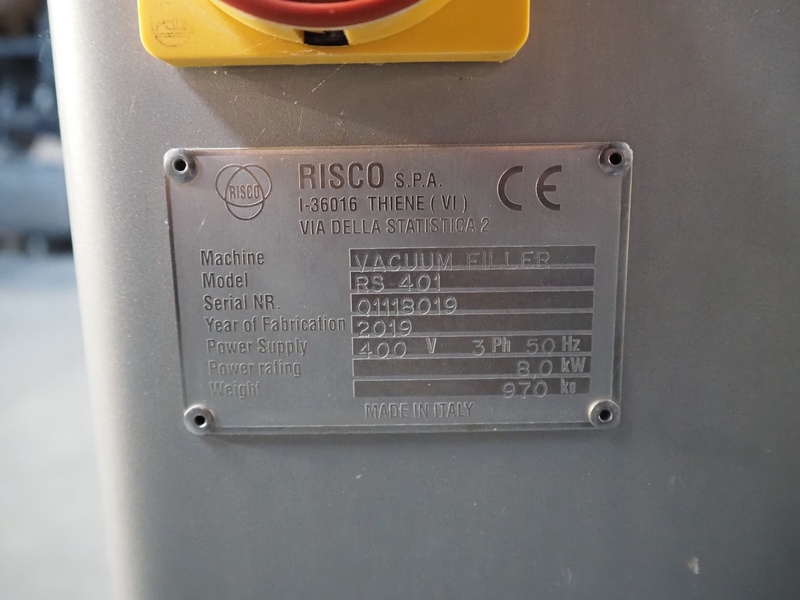 RISCO
RISCO S.P.A.
I-36016 THIENE ( VI )
VIA DELLA STATISTICA 2
CE
Machine VACUUM FILLER
Model RS 401
Serial NR. Q1118019
Year of Fabrication 2019
Power Supply 400 V 3 Ph 50 Hz
Power rating 8,0 kW
Weight 970 kg
MADE IN ITALY